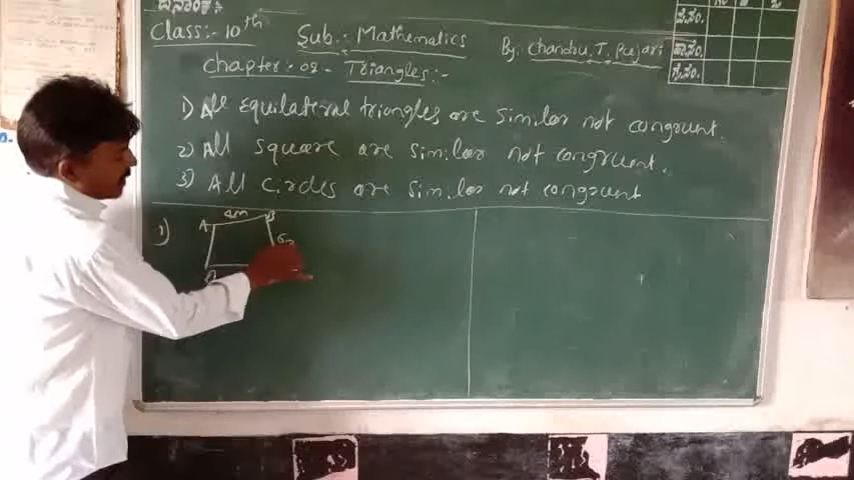 ದಿನಾಂಕ:
Class:- 10th
Sub:- Mathematics
By: Chandru.T. Pujari
Chapter:- 02 - Triangles:-
1) All equilateral triangles are similar not congruent.
2) All square are similar not congruent.
3) All circles are similar not congruent
1)
A
B